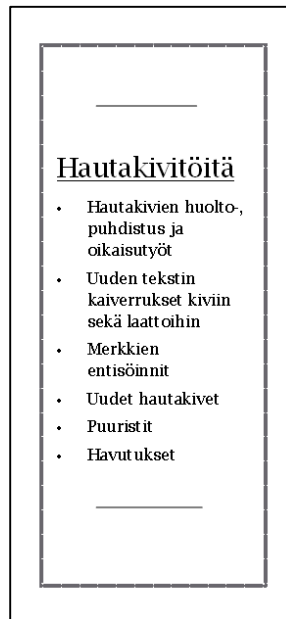 Hautakivitöitä
• Hautakivien huolto-,
puhdistus ja
oikaisutyöt
• Uuden tekstin
kaiverrukset kiviin
sekä laattoihin
• Merkkien
entisöinnit
• Uudet hautakivet
• Puuristit
• Havutukset